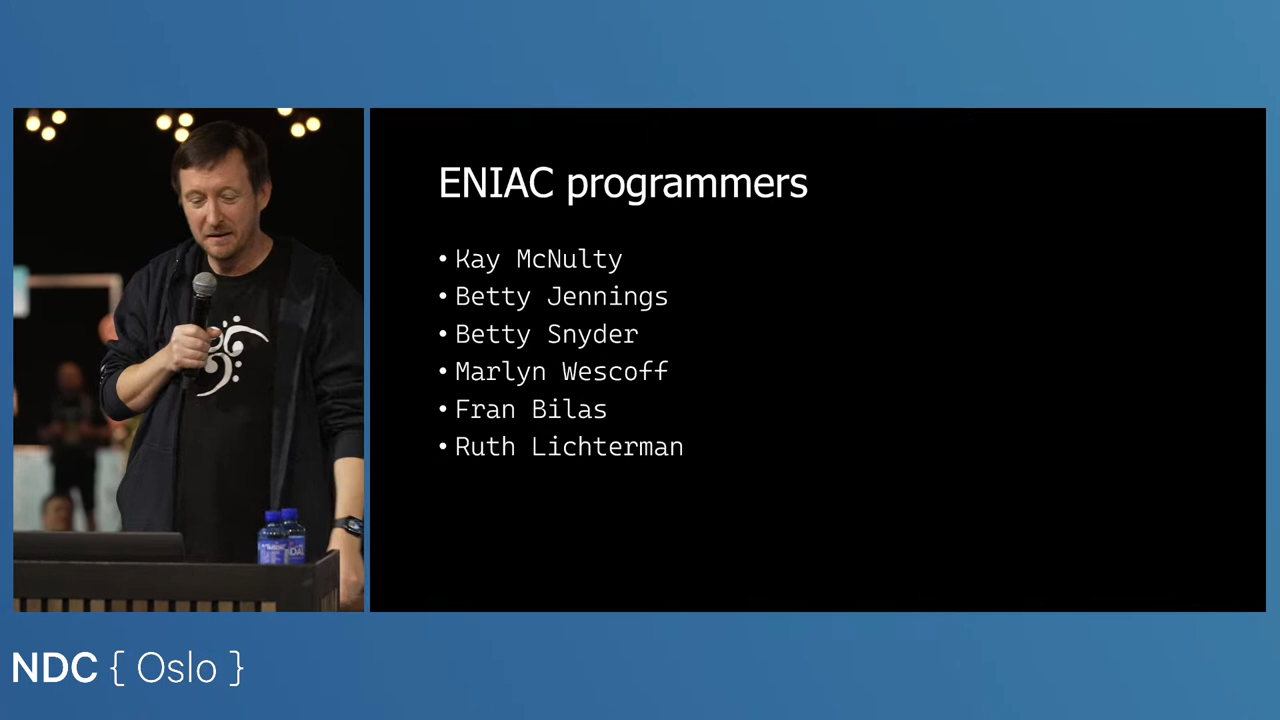 ENIAC programmers
• Kay McNulty
• Betty Jennings
• Betty Snyder
• Marlyn Wescoff
• Fran Bilas
• Ruth Lichterman
NDC { Oslo }